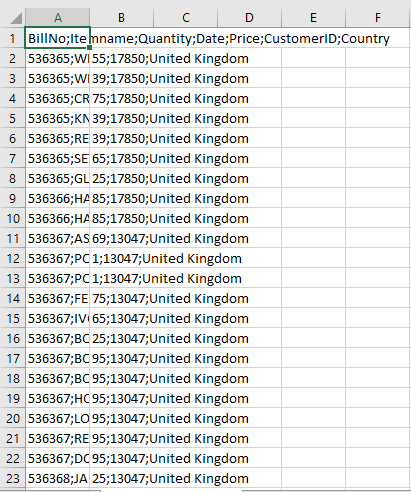 A B C D E F
1 BillNo;Itemname;Quantity;Date;Price;CustomerID;Country
2 536365;WI 55;17850;United Kingdom
3 536365;WI 39;17850;United Kingdom
4 536365;CR 75;17850;United Kingdom
5 536365;KN 39;17850;United Kingdom
6 536365;RE 39;17850;United Kingdom
7 536365;SE 65;17850;United Kingdom
8 536365;GL 25;17850;United Kingdom
9 536366;HA 85;17850;United Kingdom
10 536366;HA 85;17850;United Kingdom
11 536367;AS 69;13047;United Kingdom
12 536367;PC 1;13047;United Kingdom
13 536367;PC 1;13047;United Kingdom
14 536367;FE 75;13047;United Kingdom
15 536367;IV 65;13047;United Kingdom
16 536367;BC 25;13047;United Kingdom
17 536367;BC 95;13047;United Kingdom
18 536367;BC 95;13047;United Kingdom
19 536367;HC 95;13047;United Kingdom
20 536367;LO 95;13047;United Kingdom
21 536367;RE 95;13047;United Kingdom
22 536367;DC 95;13047;United Kingdom
23 536368;JA 25;13047;United Kingdom